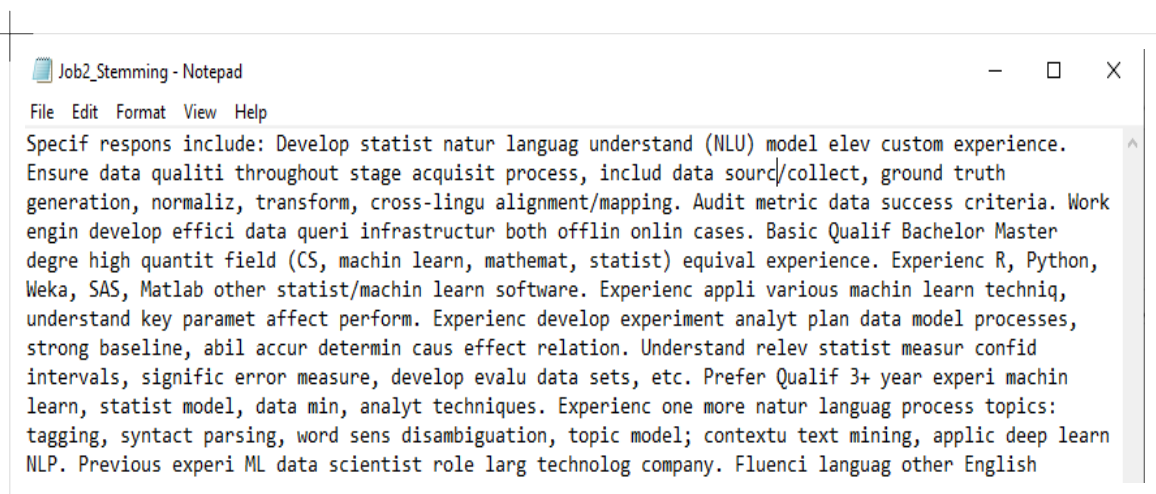 Job2_Stemming - Notepad
File Edit Format View Help
Specif respons include: Develop statist natur languag understand (NLU) model elev custom experience.
Ensure data qualiti throughout stage acquisit process, includ data sourc/collect, ground truth
generation, normaliz, transform, cross-lingu alignment/mapping. Audit metric data success criteria. Work
engin develop effici data queri infrastructur both offlin onlin cases. Basic Qualif Bachelor Master
degre high quantit field (CS, machin learn, mathemat, statist) equival experience. Experienc R, Python,
Weka, SAS, Matlab other statist/machin learn software. Experienc appli various machin learn techniq,
understand key paramet affect perform. Experienc develop experiment analyt plan data model processes,
strong baseline, abil accur determin caus effect relation. Understand relev statist measur confid
intervals, signific error measure, develop evalu data sets, etc. Prefer Qualif 3+ year experi machin
learn, statist model, data min, analyt techniques. Experienc one more natur languag process topics:
tagging, syntact parsing, word sens disambiguation, topic model; contextu text mining, applic deep learn
NLP. Previous experi ML data scientist role larg technolog company. Fluenci languag other English